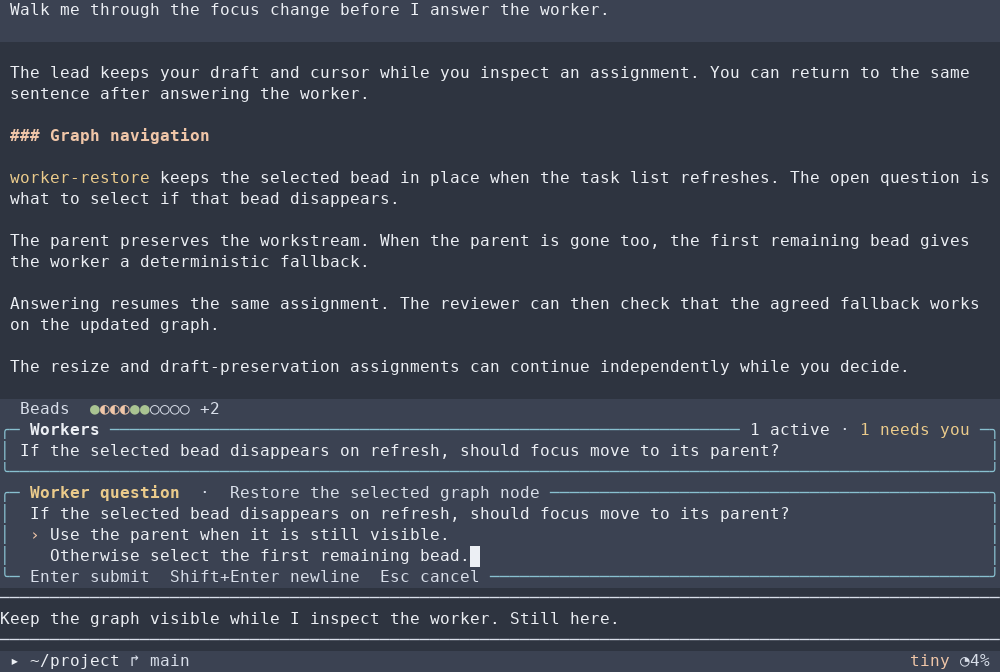 Walk me through the focus change before I answer the worker.
The lead keeps your draft and cursor while you inspect an assignment. You can return to the same
sentence after answering the worker.
### Graph navigation
worker-restore keeps the selected bead in place when the task list refreshes. The open question is
what to select if that bead disappears.
The parent preserves the workstream. When the parent is gone too, the first remaining bead gives
the worker a deterministic fallback.
Answering resumes the same assignment. The reviewer can then check that the agreed fallback works
on the updated graph.
The resize and draft-preservation assignments can continue independently while you decide.
Beads ●◐◐◐●●○○○○ +2
Workers 1 active · 1 needs you
If the selected bead disappears on refresh, should focus move to its parent?
Worker question · Restore the selected graph node
If the selected bead disappears on refresh, should focus move to its parent?
› Use the parent when it is still visible.
Otherwise select the first remaining bead.
Enter submit Shift+Enter newline Esc cancel
Keep the graph visible while I inspect the worker. Still here.
▸ ~/project ↱ main tiny ◔4%